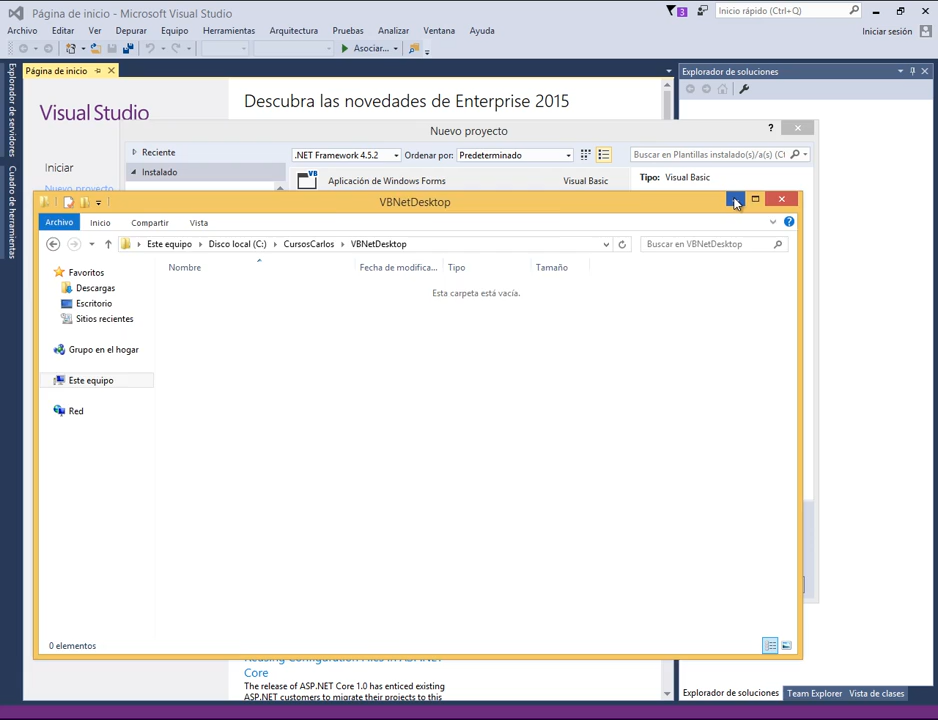 Página de inicio - Microsoft Visual Studio
3
Inicio rápido (Ctrl+Q)
Archivo Editar Ver Depurar Equipo Herramientas Arquitectura Pruebas Analizar Ventana Ayuda
Iniciar sesión
Asociar...
Explorador de servidores
Cuadro de herramientas
Página de inicio
Explorador de soluciones
Visual Studio
Descubra las novedades de Enterprise 2015
Nuevo proyecto
?
Iniciar
Nuevo proyecto
Reciente
Instalado
.NET Framework 4.5.2
Ordenar por: Predeterminado
Buscar en Plantillas instalado(s)/a(s) (Ct
VB
Aplicación de Windows Forms
Visual Basic
Tipo: Visual Basic
VBNetDesktop
Archivo Inicio Compartir Vista
?
Este equipo Disco local (C:) CursosCarlos VBNetDesktop
Buscar en VBNetDesktop
Nombre Fecha de modifica... Tipo Tamaño
Esta carpeta está vacía.
Favoritos
Descargas
Escritorio
Sitios recientes
Grupo en el hogar
Este equipo
Red
0 elementos
Core
The release of ASP.NET Core 1.0 has enticed existing
ASP.NET customers to migrate their projects to this
Explorador de soluciones Team Explorer Vista de clases